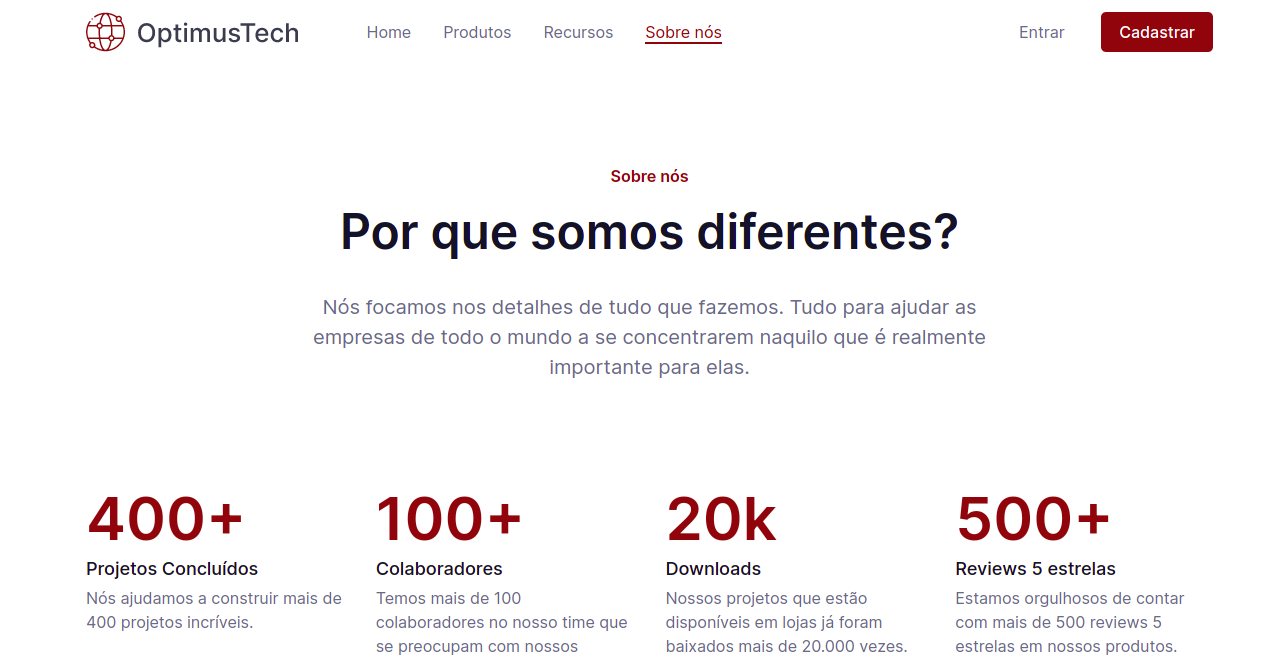 OptimusTech
Home
Produtos
Recursos
Sobre nós
Entrar
Cadastrar
Sobre nós
Por que somos diferentes?
Nós focamos nos detalhes de tudo que fazemos. Tudo para ajudar as
empresas de todo o mundo a se concentrarem naquilo que é realmente
importante para elas.
400+
Projetos Concluídos
Nós ajudamos a construir mais de
400 projetos incríveis.
100+
Colaboradores
Temos mais de 100
colaboradores no nosso time que
se preocupam com nossos
20k
Downloads
Nossos projetos que estão
disponíveis em lojas já foram
baixados mais de 20.000 vezes.
500+
Reviews 5 estrelas
Estamos orgulhosos de contar
com mais de 500 reviews 5
estrelas em nossos produtos.